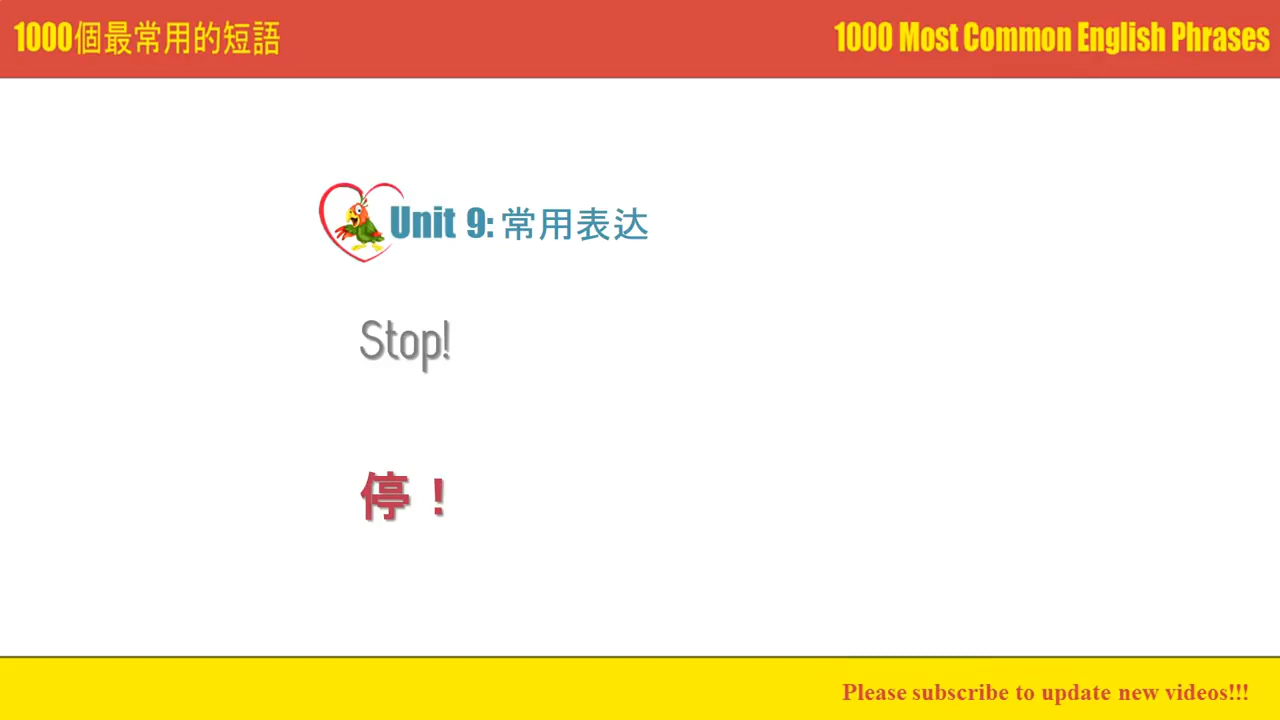 1000個最常用的短語
1000 Most Common English Phrases
Unit 9: 常用表达
Stop!
停！
Please subscribe to update new videos!!!